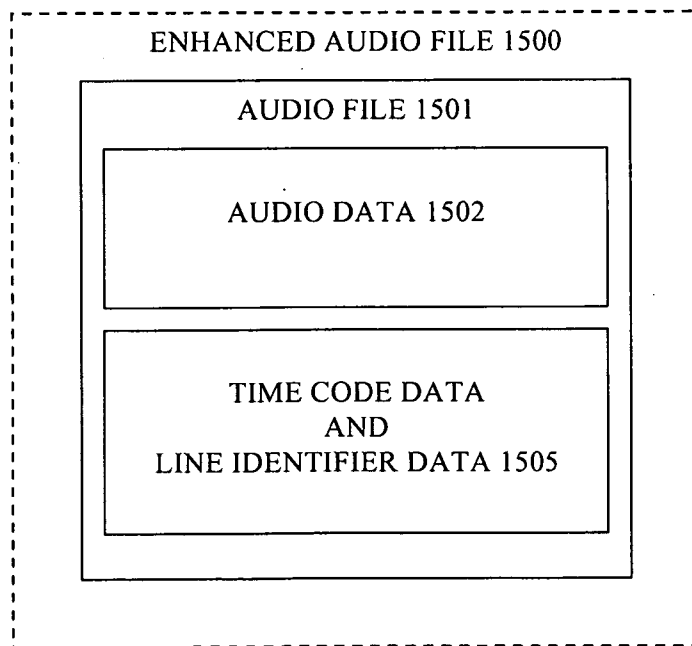 ENHANCED AUDIO FILE 1500
AUDIO FILE 1501
AUDIO DATA 1502
TIME CODE DATA
AND
LINE IDENTIFIER DATA 1505